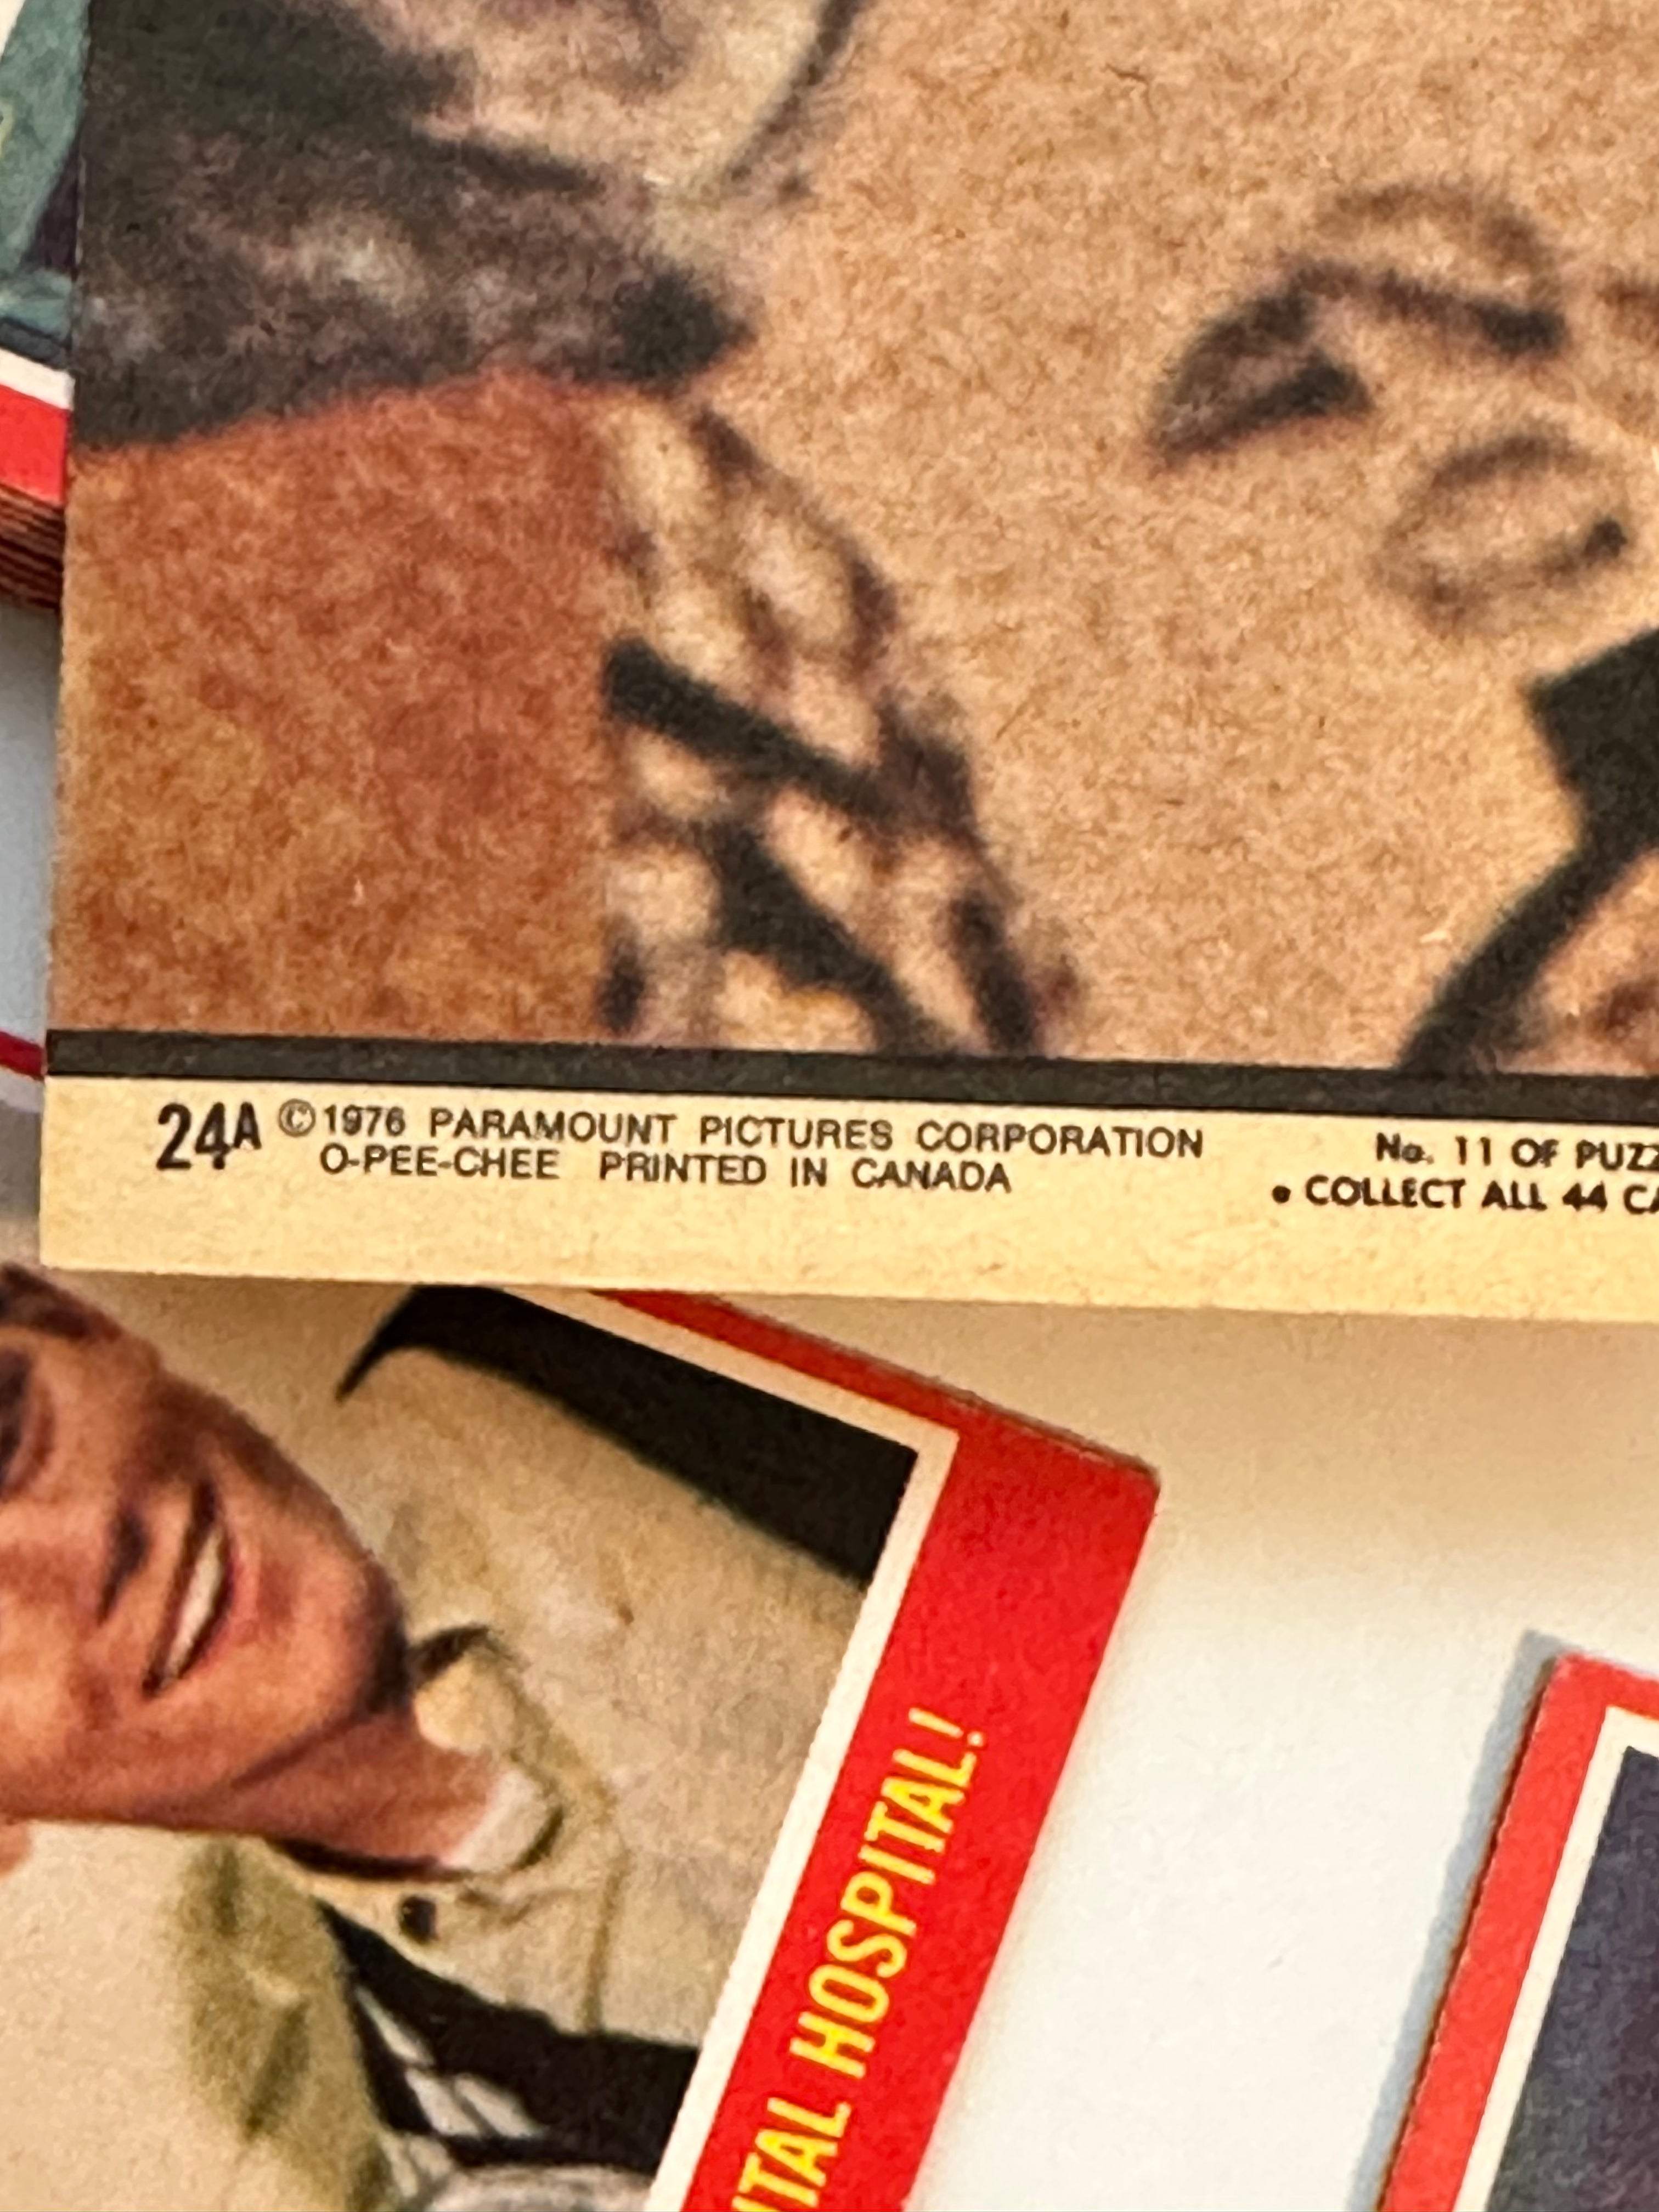 24A ©1976 PARAMOUNT PICTURES CORPORATION
O-PEE-CHEE PRINTED IN CANADA
No. 11 OF
• COLLECT ALL 44
HOSPITAL!